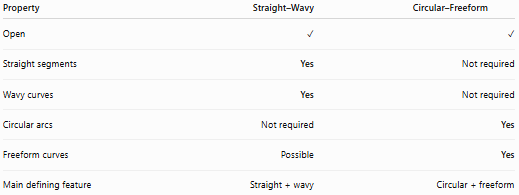 Property Straight–Wavy Circular–Freeform
Open ✓ ✓
Straight segments Yes Not required
Wavy curves Yes Not required
Circular arcs Not required Yes
Freeform curves Possible Yes
Main defining feature Straight + wavy Circular + freeform